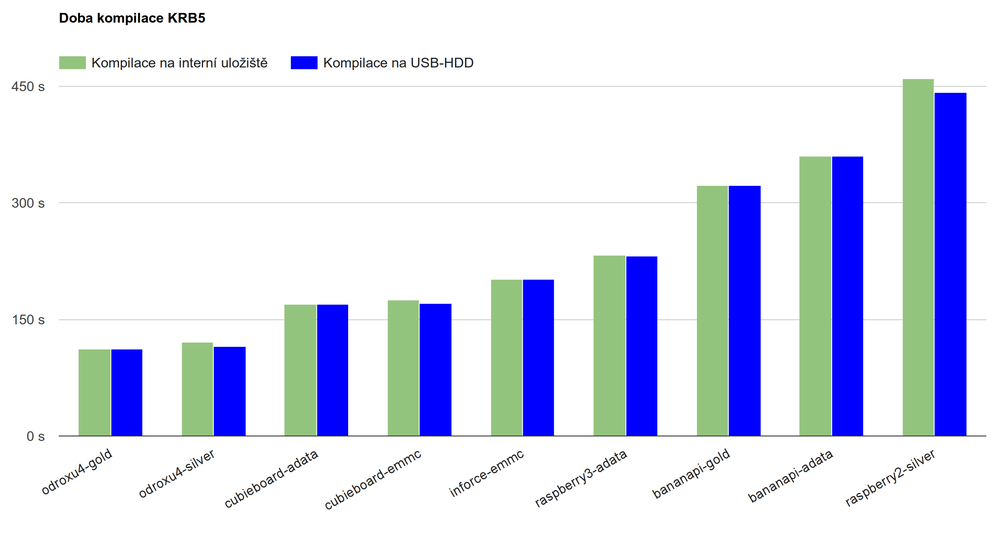 Doba kompilace KRB5
Kompilace na interní uložiště Kompilace na USB-HDD
450 s
300 s
150 s
0 s
odroxu4-gold
odroxu4-silver
cubieboard-adata
cubieboard-emmc
inforce-emmc
raspberry3-adata
bananapi-gold
bananapi-adata
raspberry2-silver